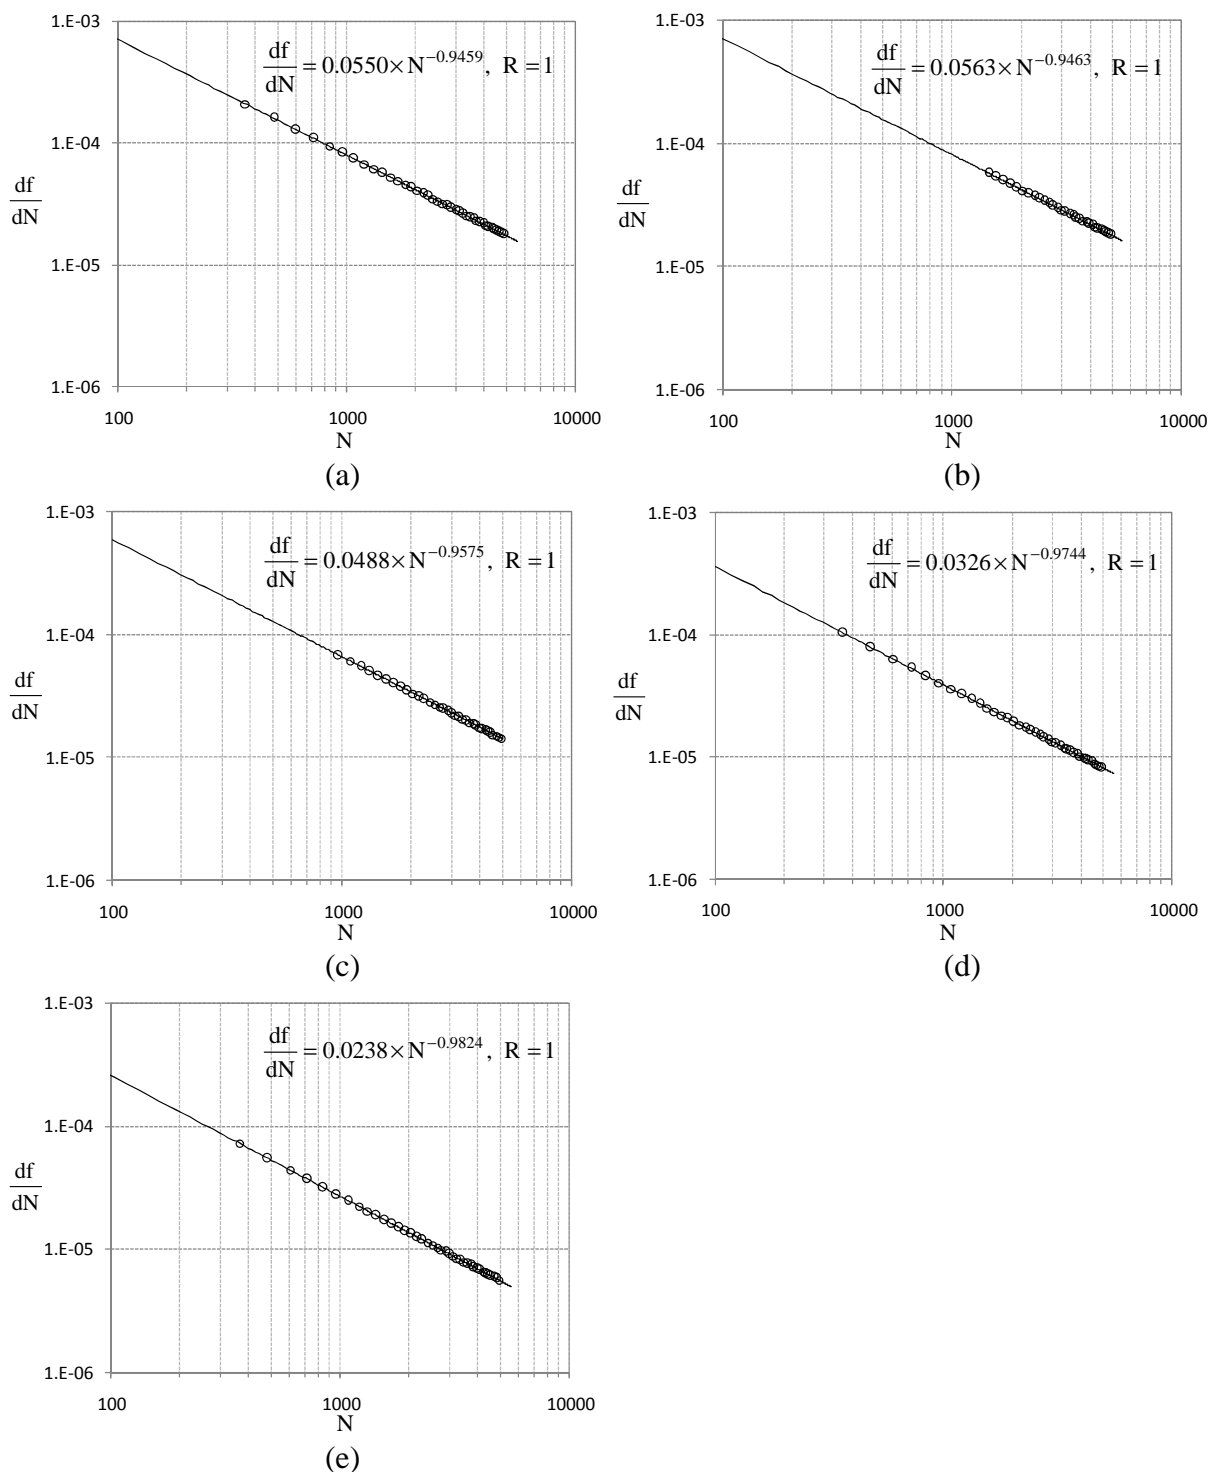 1.E-03
df/dN = 0.0550×N^−0.9459, R = 1
1.E-04
df/dN
1.E-05
1.E-06
100 1000 10000
N
(a)
1.E-03
df/dN = 0.0563×N^−0.9463, R = 1
1.E-04
df/dN
1.E-05
1.E-06
100 1000 10000
N
(b)
1.E-03
df/dN = 0.0488×N^−0.9575, R = 1
1.E-04
df/dN
1.E-05
1.E-06
100 1000 10000
N
(c)
1.E-03
df/dN = 0.0326×N^−0.9744, R = 1
1.E-04
df/dN
1.E-05
1.E-06
100 1000 10000
N
(d)
1.E-03
df/dN = 0.0238×N^−0.9824, R = 1
1.E-04
df/dN
1.E-05
1.E-06
100 1000 10000
N
(e)